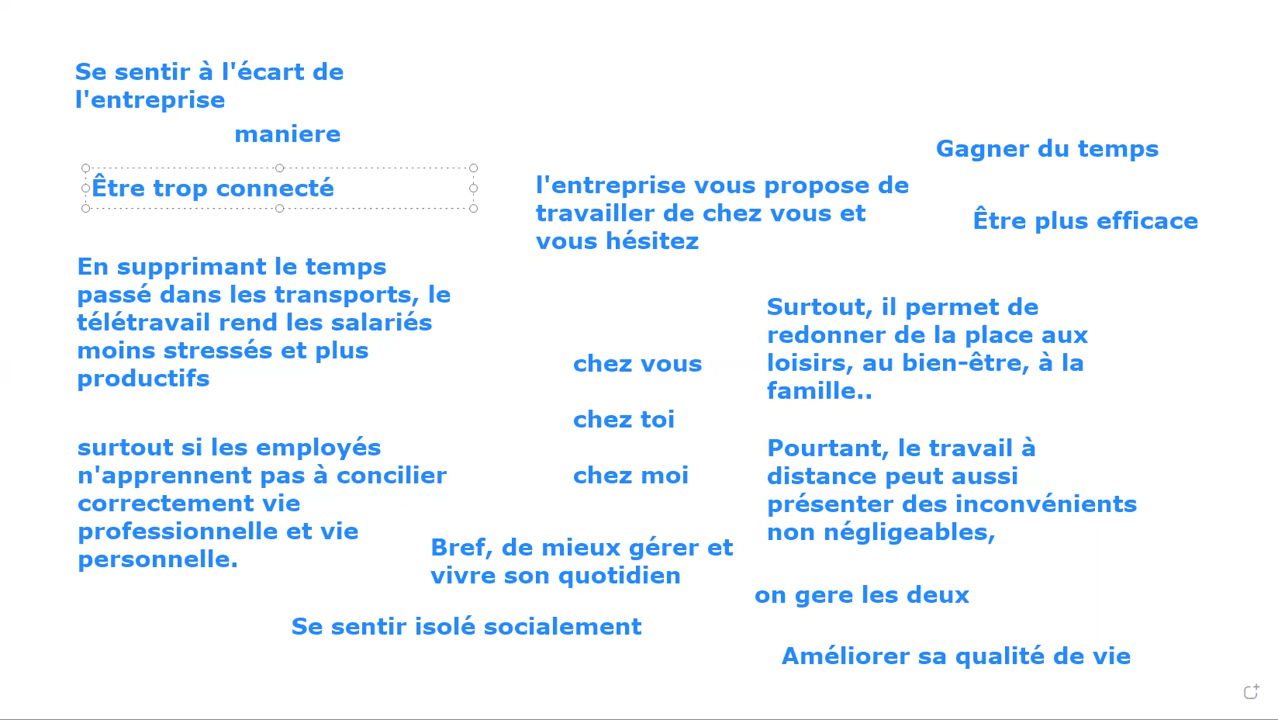 Se sentir à l'écart de
l'entreprise
maniere
Être trop connecté
Gagner du temps
l'entreprise vous propose de
travailler de chez vous et
vous hésitez
Être plus efficace
En supprimant le temps
passé dans les transports, le
télétravail rend les salariés
moins stressés et plus
productifs
Surtout, il permet de
redonner de la place aux
loisirs, au bien-être, à la
famille..
chez vous
chez toi
chez moi
surtout si les employés
n'apprennent pas à concilier
correctement vie
professionnelle et vie
personnelle.
Pourtant, le travail à
distance peut aussi
présenter des inconvénients
non négligeables,
Bref, de mieux gérer et
vivre son quotidien
on gere les deux
Se sentir isolé socialement
Améliorer sa qualité de vie